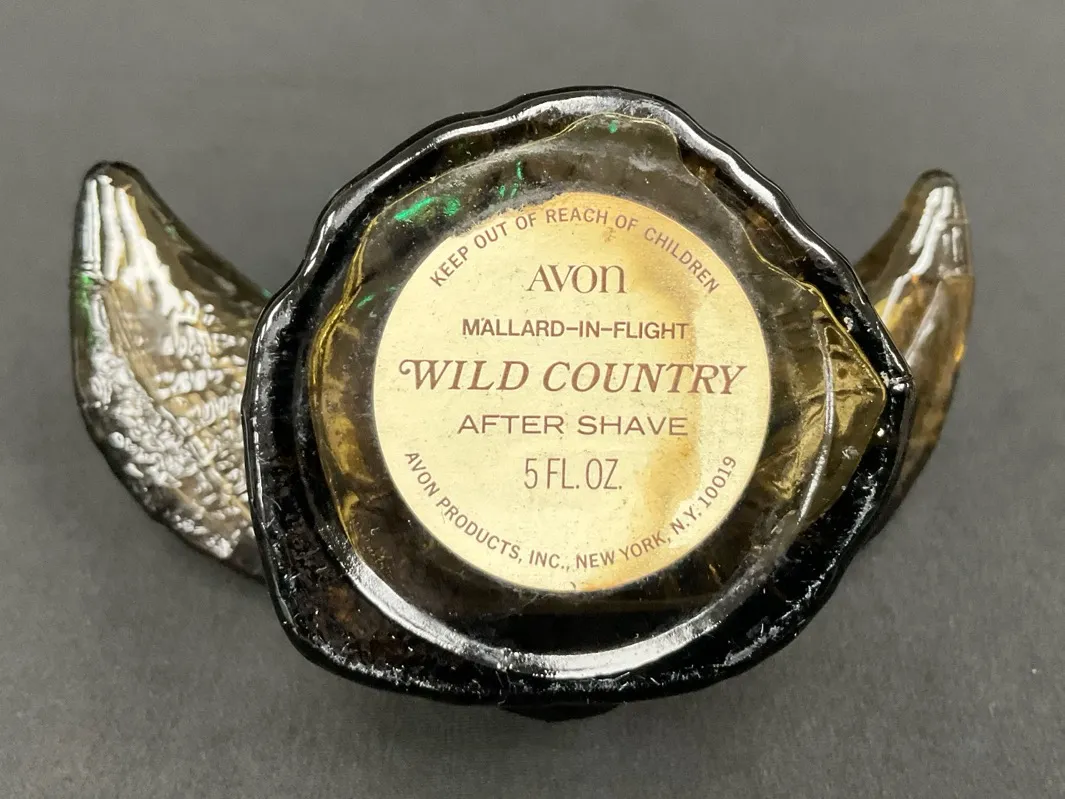 KEEP OUT OF REACH OF CHILDREN
AVON
MALLARD-IN-FLIGHT
WILD COUNTRY
AFTER SHAVE
5 FL. OZ.
AVON PRODUCTS, INC., NEW YORK, N.Y. 10019